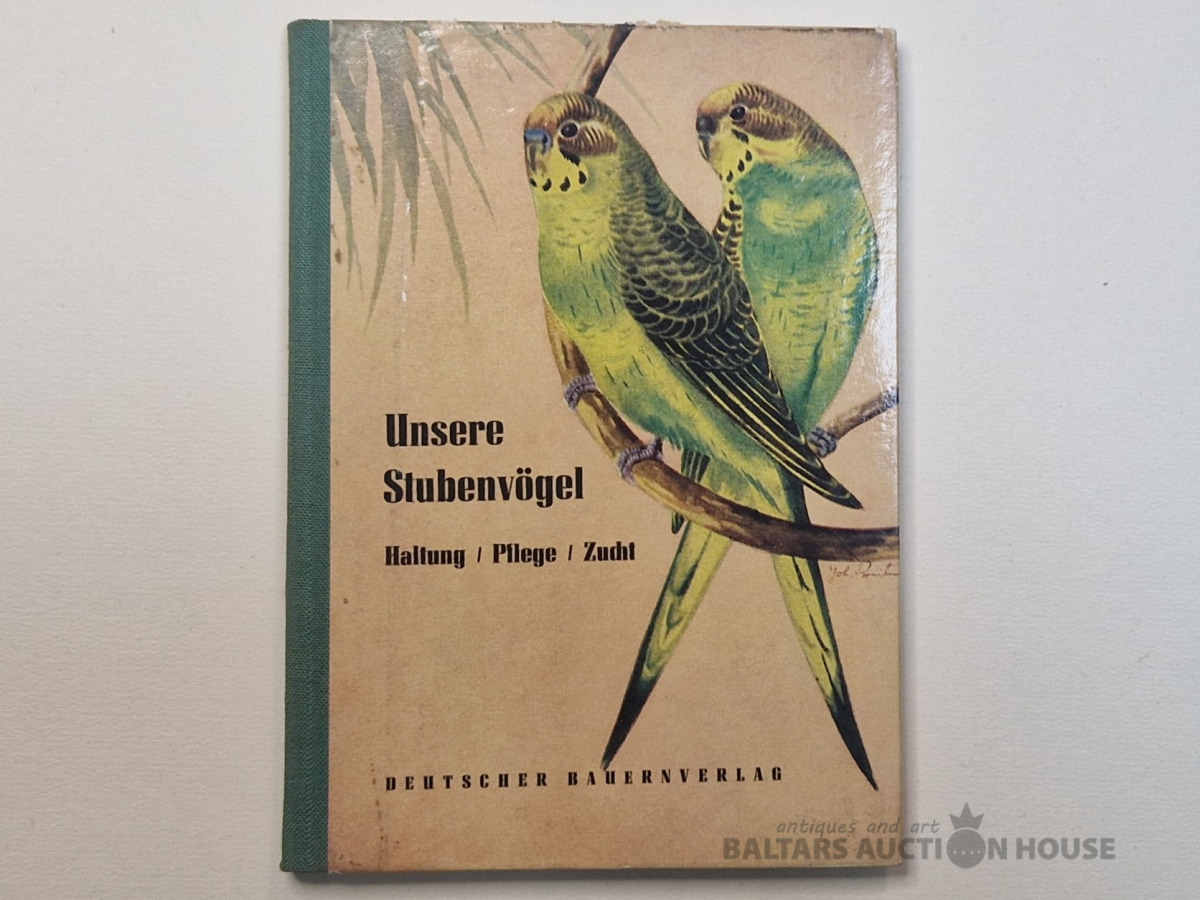 Unsere
Stubenvögel
Haltung / Pflege / Zucht
DEUTSCHER BAUERNVERLAG
antiques and art
BALTARS AUCTION HOUSE